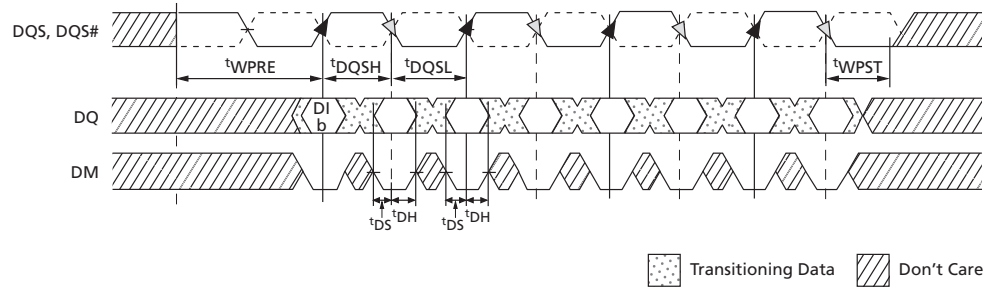 DQS, DQS#
tWPRE
tDQSH
tDQSL
tWPST
DQ
DI
b
DM
tDS
tDH
tDS
tDH
Transitioning Data
Don't Care